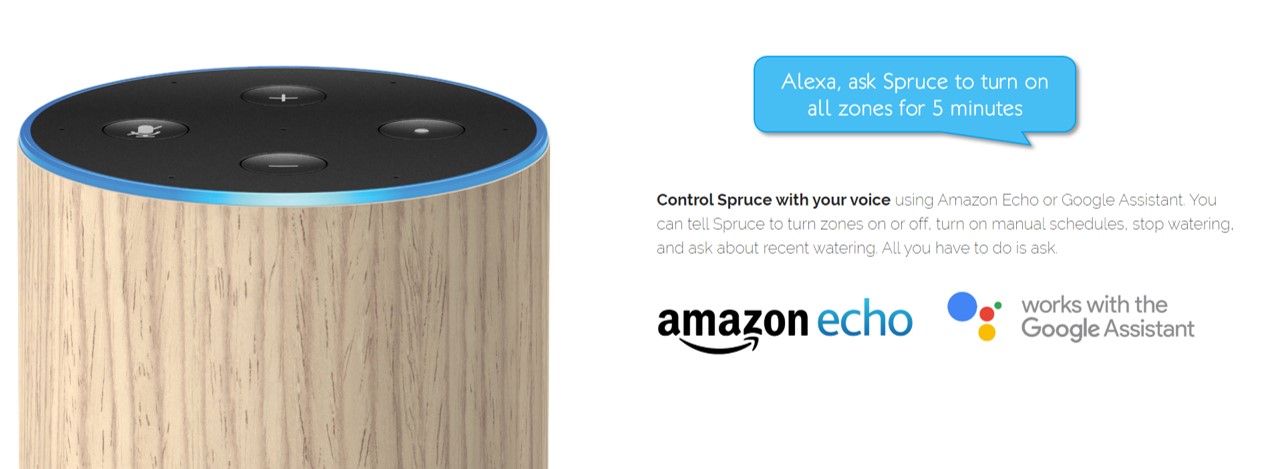 Alexa, ask Spruce to turn on
all zones for 5 minutes
Control Spruce with your voice using Amazon Echo or Google Assistant. You
can tell Spruce to turn zones on or off, turn on manual schedules, stop watering,
and ask about recent watering. All you have to do is ask.
amazon echo
works with the
Google Assistant